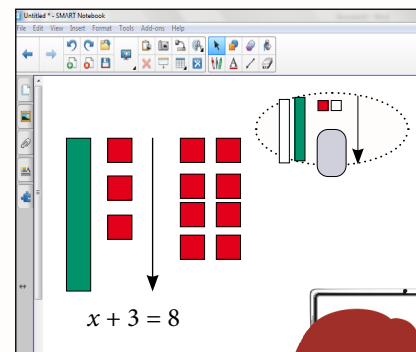 Untitled * - SMART Notebook
File Edit View Insert Format Tools Add-ons Help
x + 3 = 8